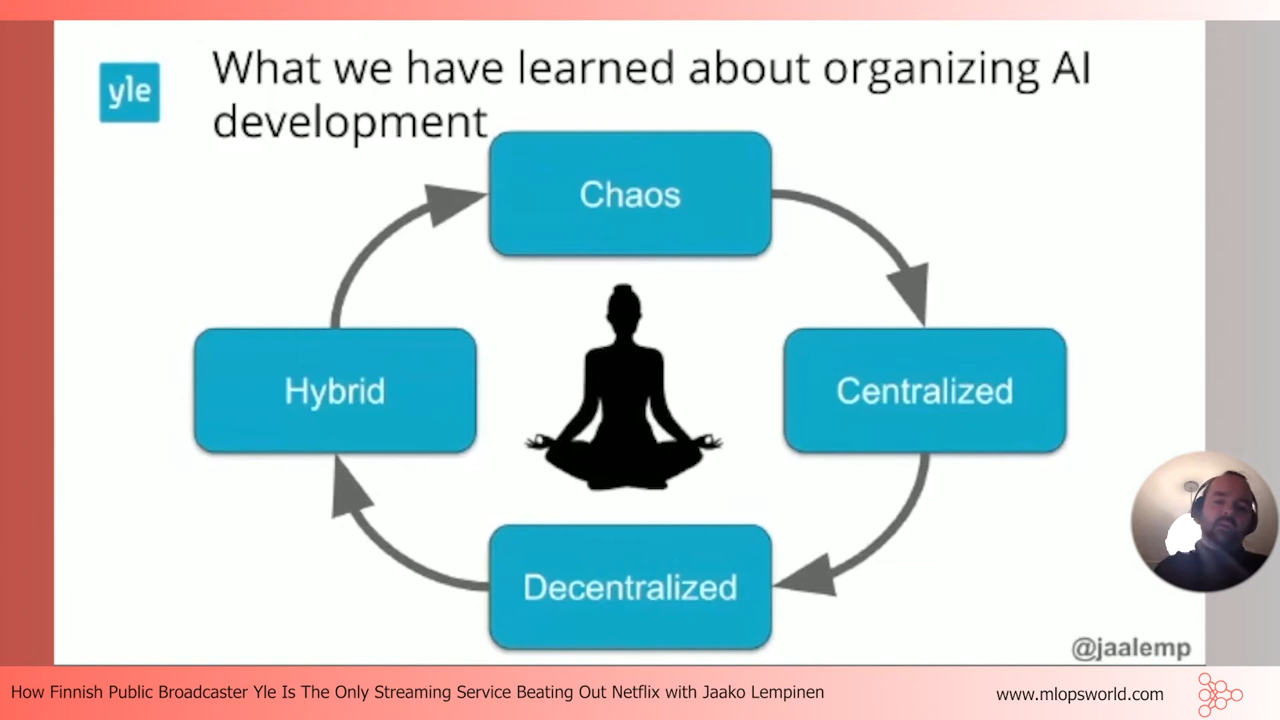 yle
What we have learned about organizing AI
development
Chaos
Hybrid
Centralized
Decentralized
@jaalemp
How Finnish Public Broadcaster Yle Is The Only Streaming Service Beating Out Netflix with Jaako Lempinen
www.mlopsworld.com